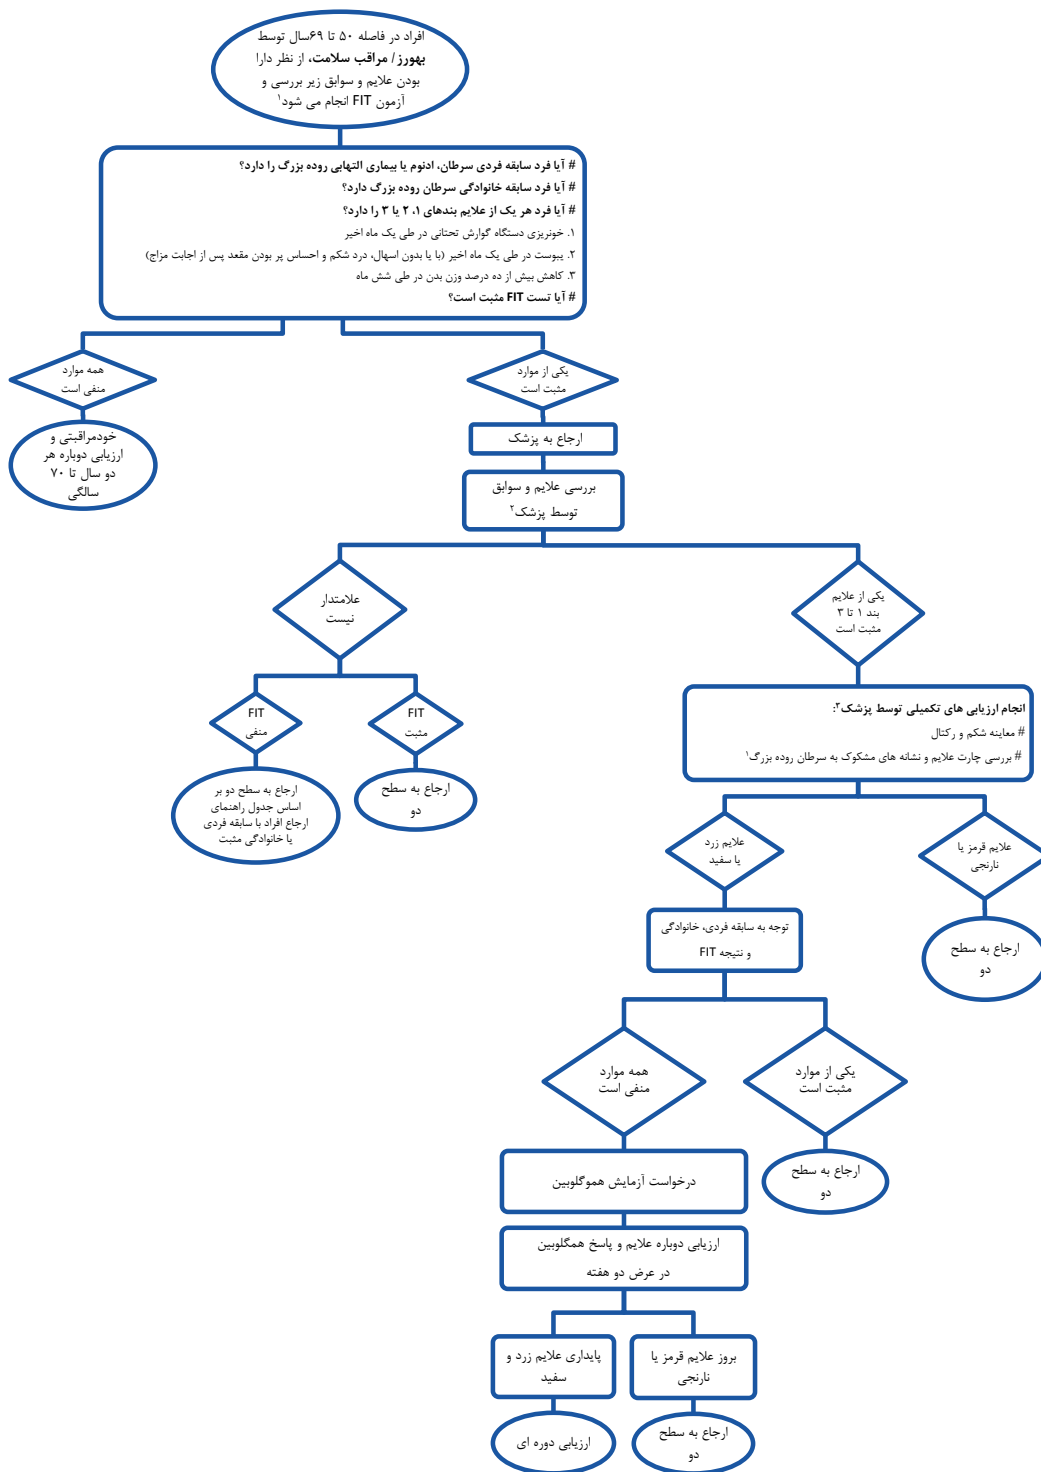 افراد در فاصله ۵۰ تا ۶۹سال توسط
بهورز/ مراقب سلامت، از نظر دارا
بودن علایم و سوابق زیر بررسی و
آزمون FIT انجام می شود۱
# آیا فرد سابقه فردی سرطان، ادنوم یا بیماری التهابی روده بزرگ را دارد؟
# آیا فرد سابقه خانوادگی سرطان روده بزرگ دارد؟
# آیا فرد هر یک از علایم بندهای ۱، ۲ یا ۳ را دارد؟
۱. خونریزی دستگاه گوارش تحتانی در طی یک ماه اخیر
۲. یبوست در طی یک ماه اخیر (با یا بدون اسهال، درد شکم و احساس پر بودن مقعد پس از اجابت مزاج)
۳. کاهش بیش از ده درصد وزن بدن در طی شش ماه
# آیا تست FIT مثبت است؟
همه موارد
منفی است
یکی از موارد
مثبت است
خودمراقبتی و
ارزیابی دوباره هر
دو سال تا ۷۰
سالگی
ارجاع به پزشک
بررسی علایم و سوابق
توسط پزشک۲
علامتدار
نیست
یکی از علایم
بند ۱ تا ۳
مثبت است
FIT
منفی
FIT
مثبت
ارجاع به سطح دو بر
اساس جدول راهنمای
ارجاع افراد با سابقه فردی
یا خانوادگی مثبت
ارجاع به سطح
دو
انجام ارزیابی های تکمیلی توسط پزشک۳:
# معاینه شکم و رکتال
# بررسی چارت علایم و نشانه های مشکوک به سرطان روده بزرگ۱
علایم زرد
یا سفید
علایم قرمز یا
نارنجی
توجه به سابقه فردی، خانوادگی
و نتیجه FIT
ارجاع به سطح
دو
همه موارد
منفی است
یکی از موارد
مثبت است
درخواست آزمایش هموگلوبین
ارجاع به سطح
دو
ارزیابی دوباره علایم و پاسخ همگلوبین
در عرض دو هفته
پایداری علایم زرد و
سفید
بروز علایم قرمز یا
نارنجی
ارزیابی دوره ای
ارجاع به سطح
دو